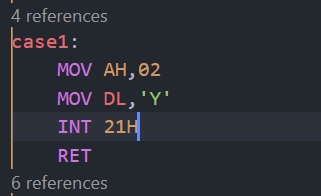 4 references
case1:
MOV AH,02
MOV DL,'Y'
INT 21H
RET
6 references